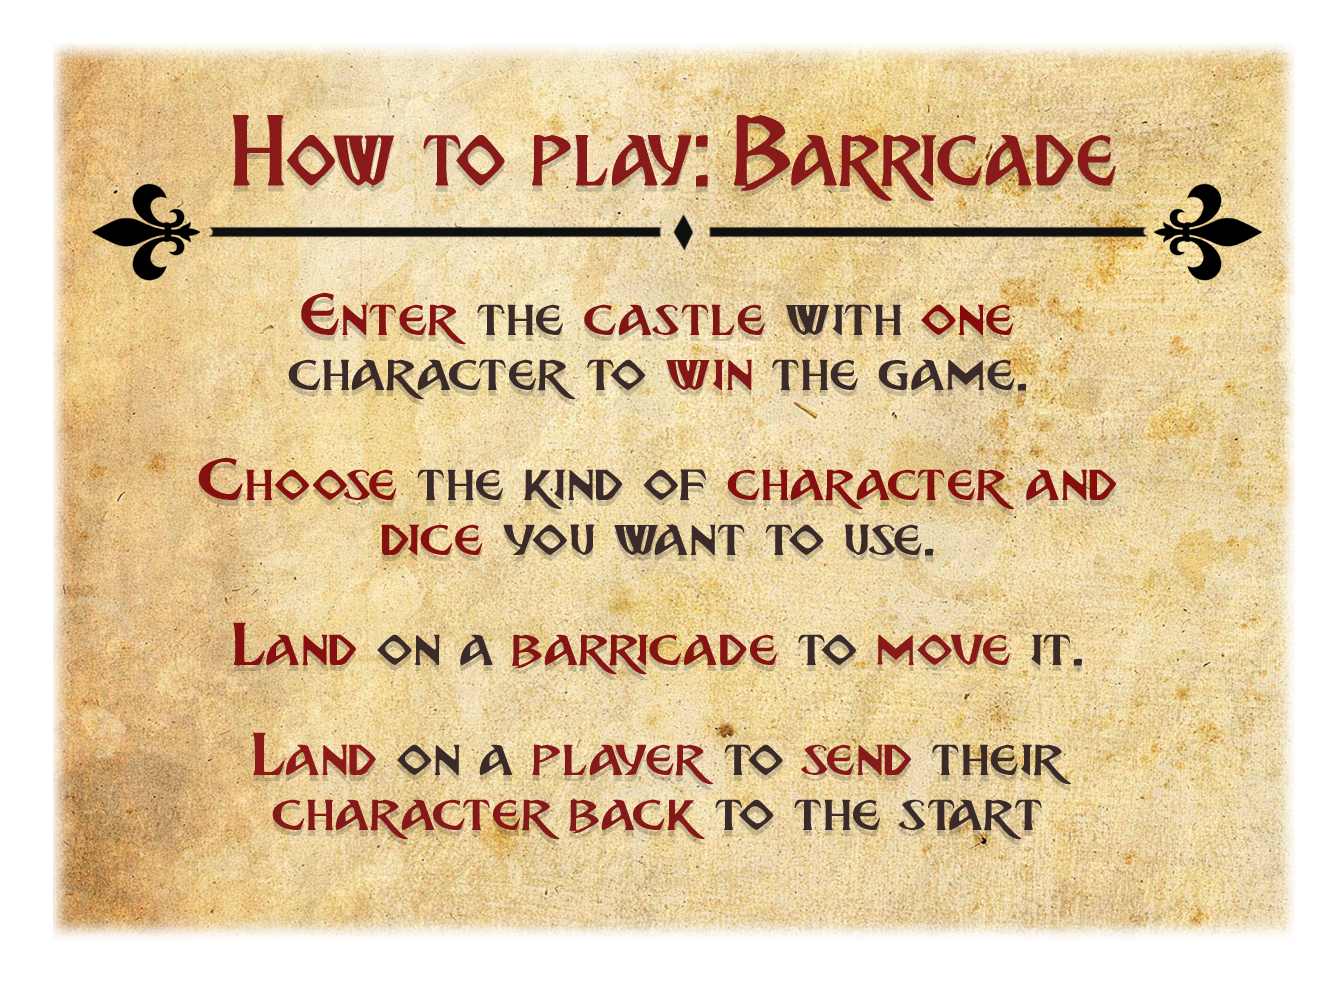 How to play: Barricade
Enter the castle with one
character to win the game.
Choose the kind of character and
dice you want to use.
Land on a barricade to move it.
Land on a player to send their
character back to the start